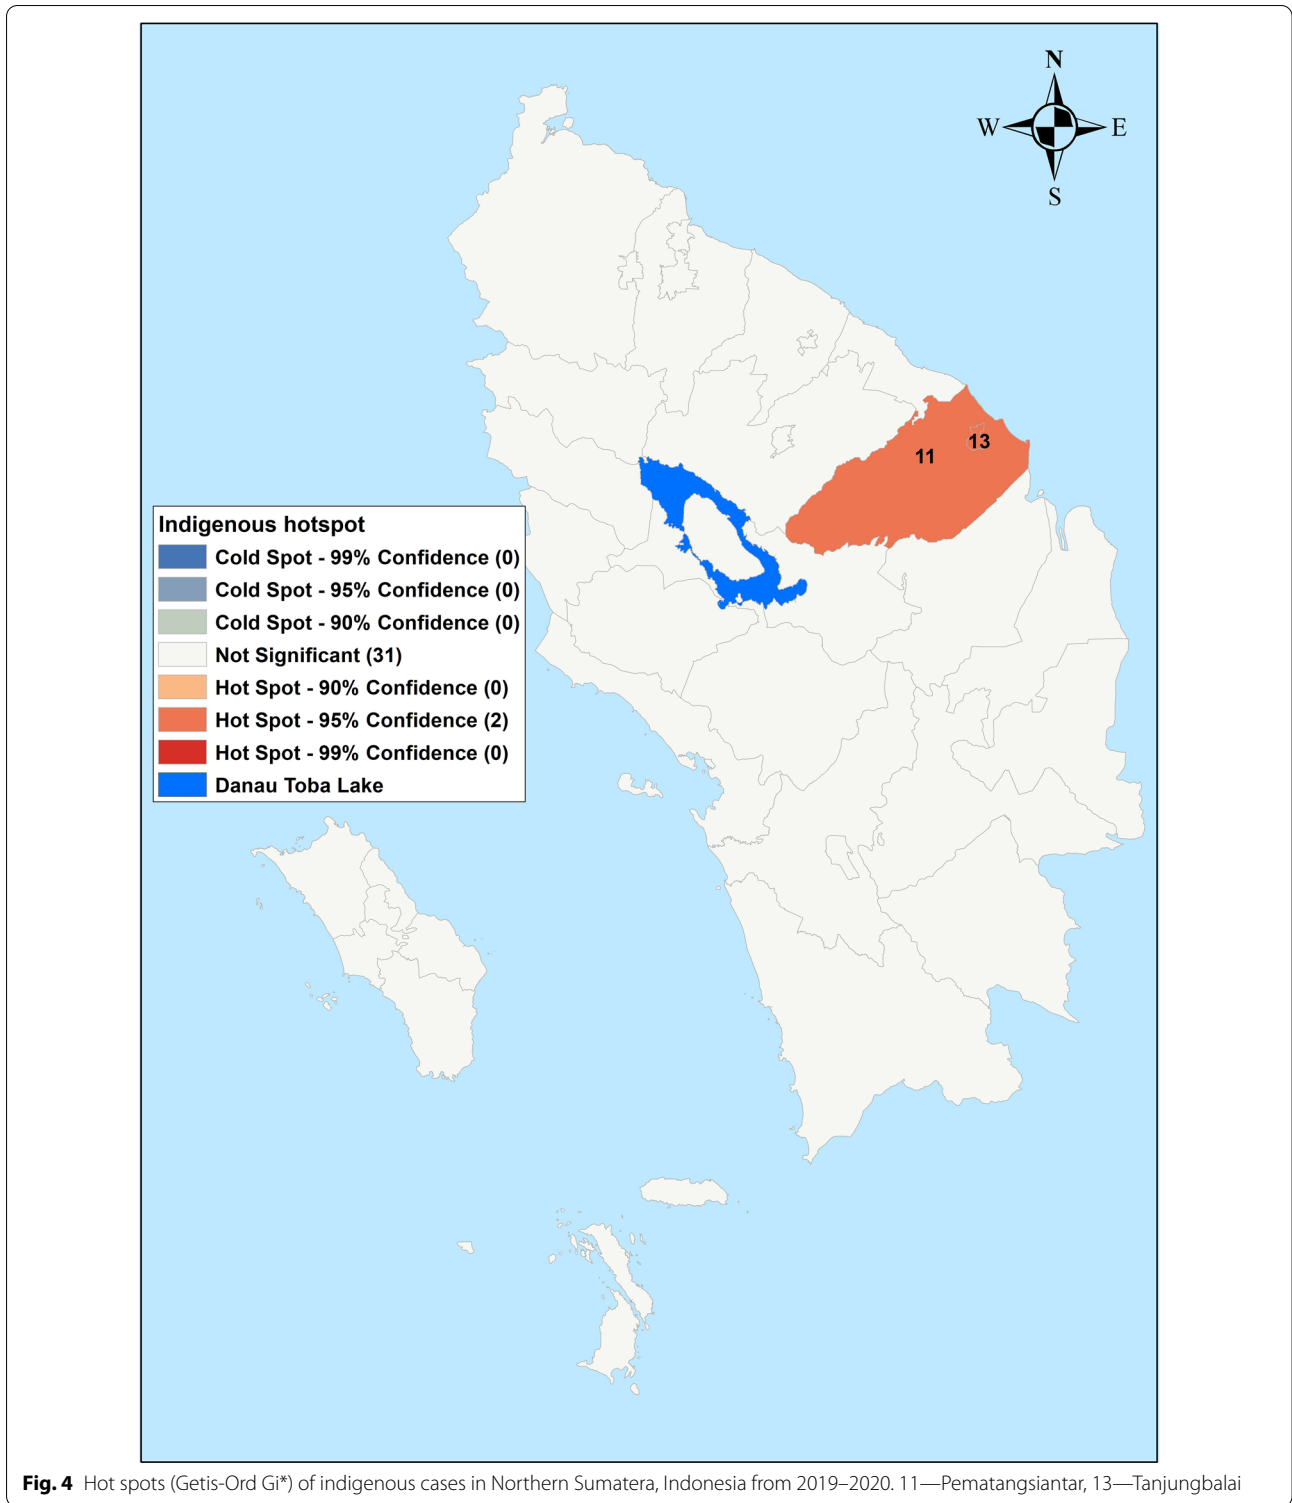 N
W E
S
11
13
Indigenous hotspot
Cold Spot - 99% Confidence (0)
Cold Spot - 95% Confidence (0)
Cold Spot - 90% Confidence (0)
Not Significant (31)
Hot Spot - 90% Confidence (0)
Hot Spot - 95% Confidence (2)
Hot Spot - 99% Confidence (0)
Danau Toba Lake
Fig. 4 Hot spots (Getis-Ord Gi*) of indigenous cases in Northern Sumatera, Indonesia from 2019–2020. 11—Pematangsiantar, 13—Tanjungbalai